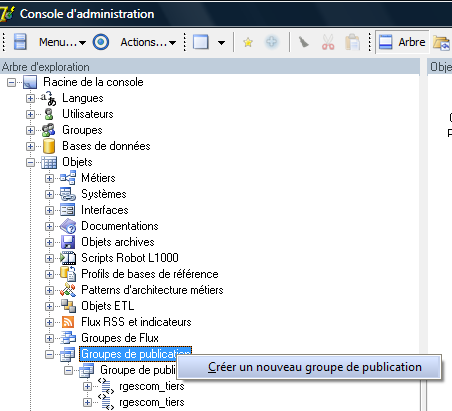 Console d'administration
Menu... Actions... Arbre
Arbre d'exploration
Obje
Racine de la console
Langues
Utilisateurs
Groupes
Bases de données
Objets
Métiers
Systèmes
Interfaces
Documentations
Objets archives
Scripts Robot L1000
Profils de bases de référence
Patterns d'architecture métiers
Objets ETL
Flux RSS et indicateurs
Groupes de Flux
Groupes de publication
Créer un nouveau groupe de publication
Groupe de publi
rgescom_tiers
rgescom_tiers